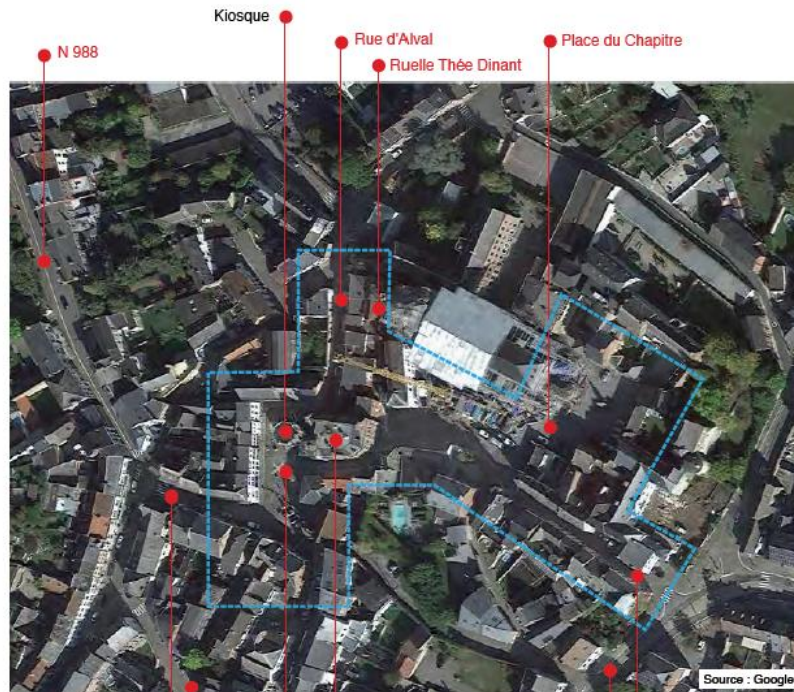 Kiosque
N 988
Rue d'Alval
Ruelle Thée Dinant
Place du Chapitre
Source : Google